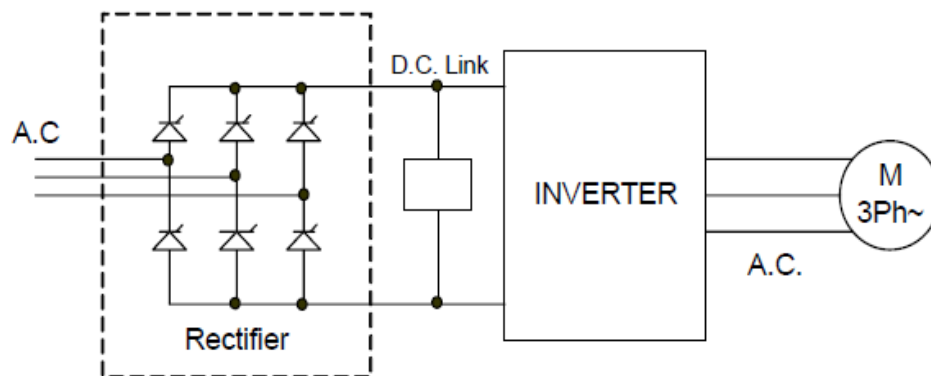 A.C
Rectifier
D.C. Link
INVERTER
A.C.
M
3Ph~